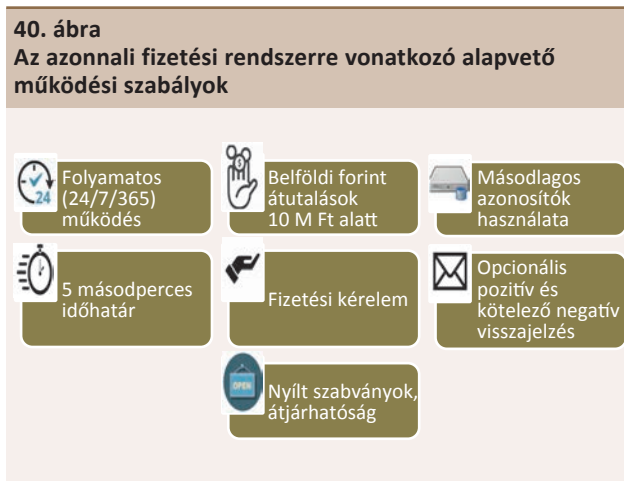 40. ábra
Az azonnali fizetési rendszerre vonatkozó alapvető
működési szabályok
24
Folyamatos
(24/7/365)
működés
Belföldi forint
átutalások
10 M Ft alatt
Másodlagos
azonosítók
használata
5 másodperces
időhatár
Fizetési kérelem
Opcionális
pozitív és
kötelező negatív
visszajelzés
OPEN
Nyílt szabványok,
átjárhatóság